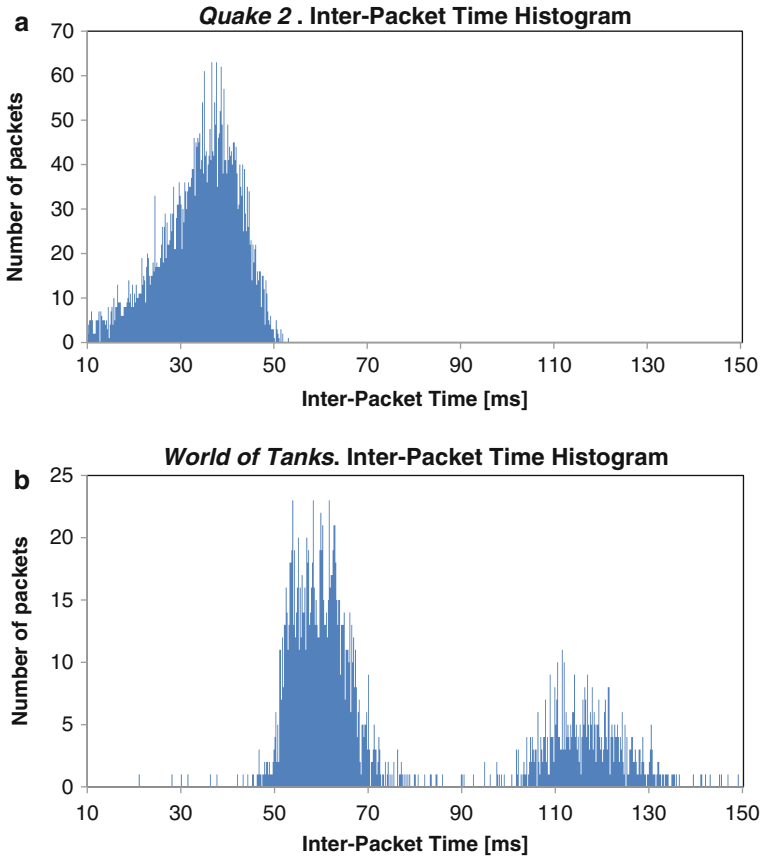 a
Quake 2 . Inter-Packet Time Histogram
Number of packets
70
60
50
40
30
20
10
0
10 30 50 70 90 110 130 150
Inter-Packet Time [ms]
b
World of Tanks. Inter-Packet Time Histogram
Number of packets
25
20
15
10
5
0
10 30 50 70 90 110 130 150
Inter-Packet Time [ms]